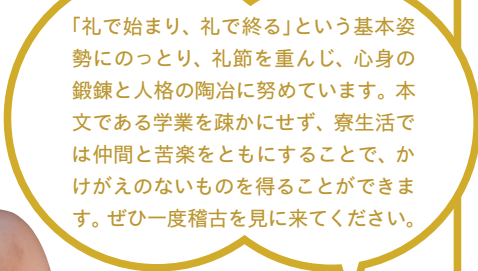 「礼で始まり、礼で終る」という基本姿
勢にのっとり、礼節を重んじ、心身の
鍛錬と人格の陶冶に努めています。本
文である学業を疎かにせず、寮生活で
は仲間と苦楽をともにすることで、か
けがえのないものを得ることができま
す。ぜひ一度稽古を見に来てください。